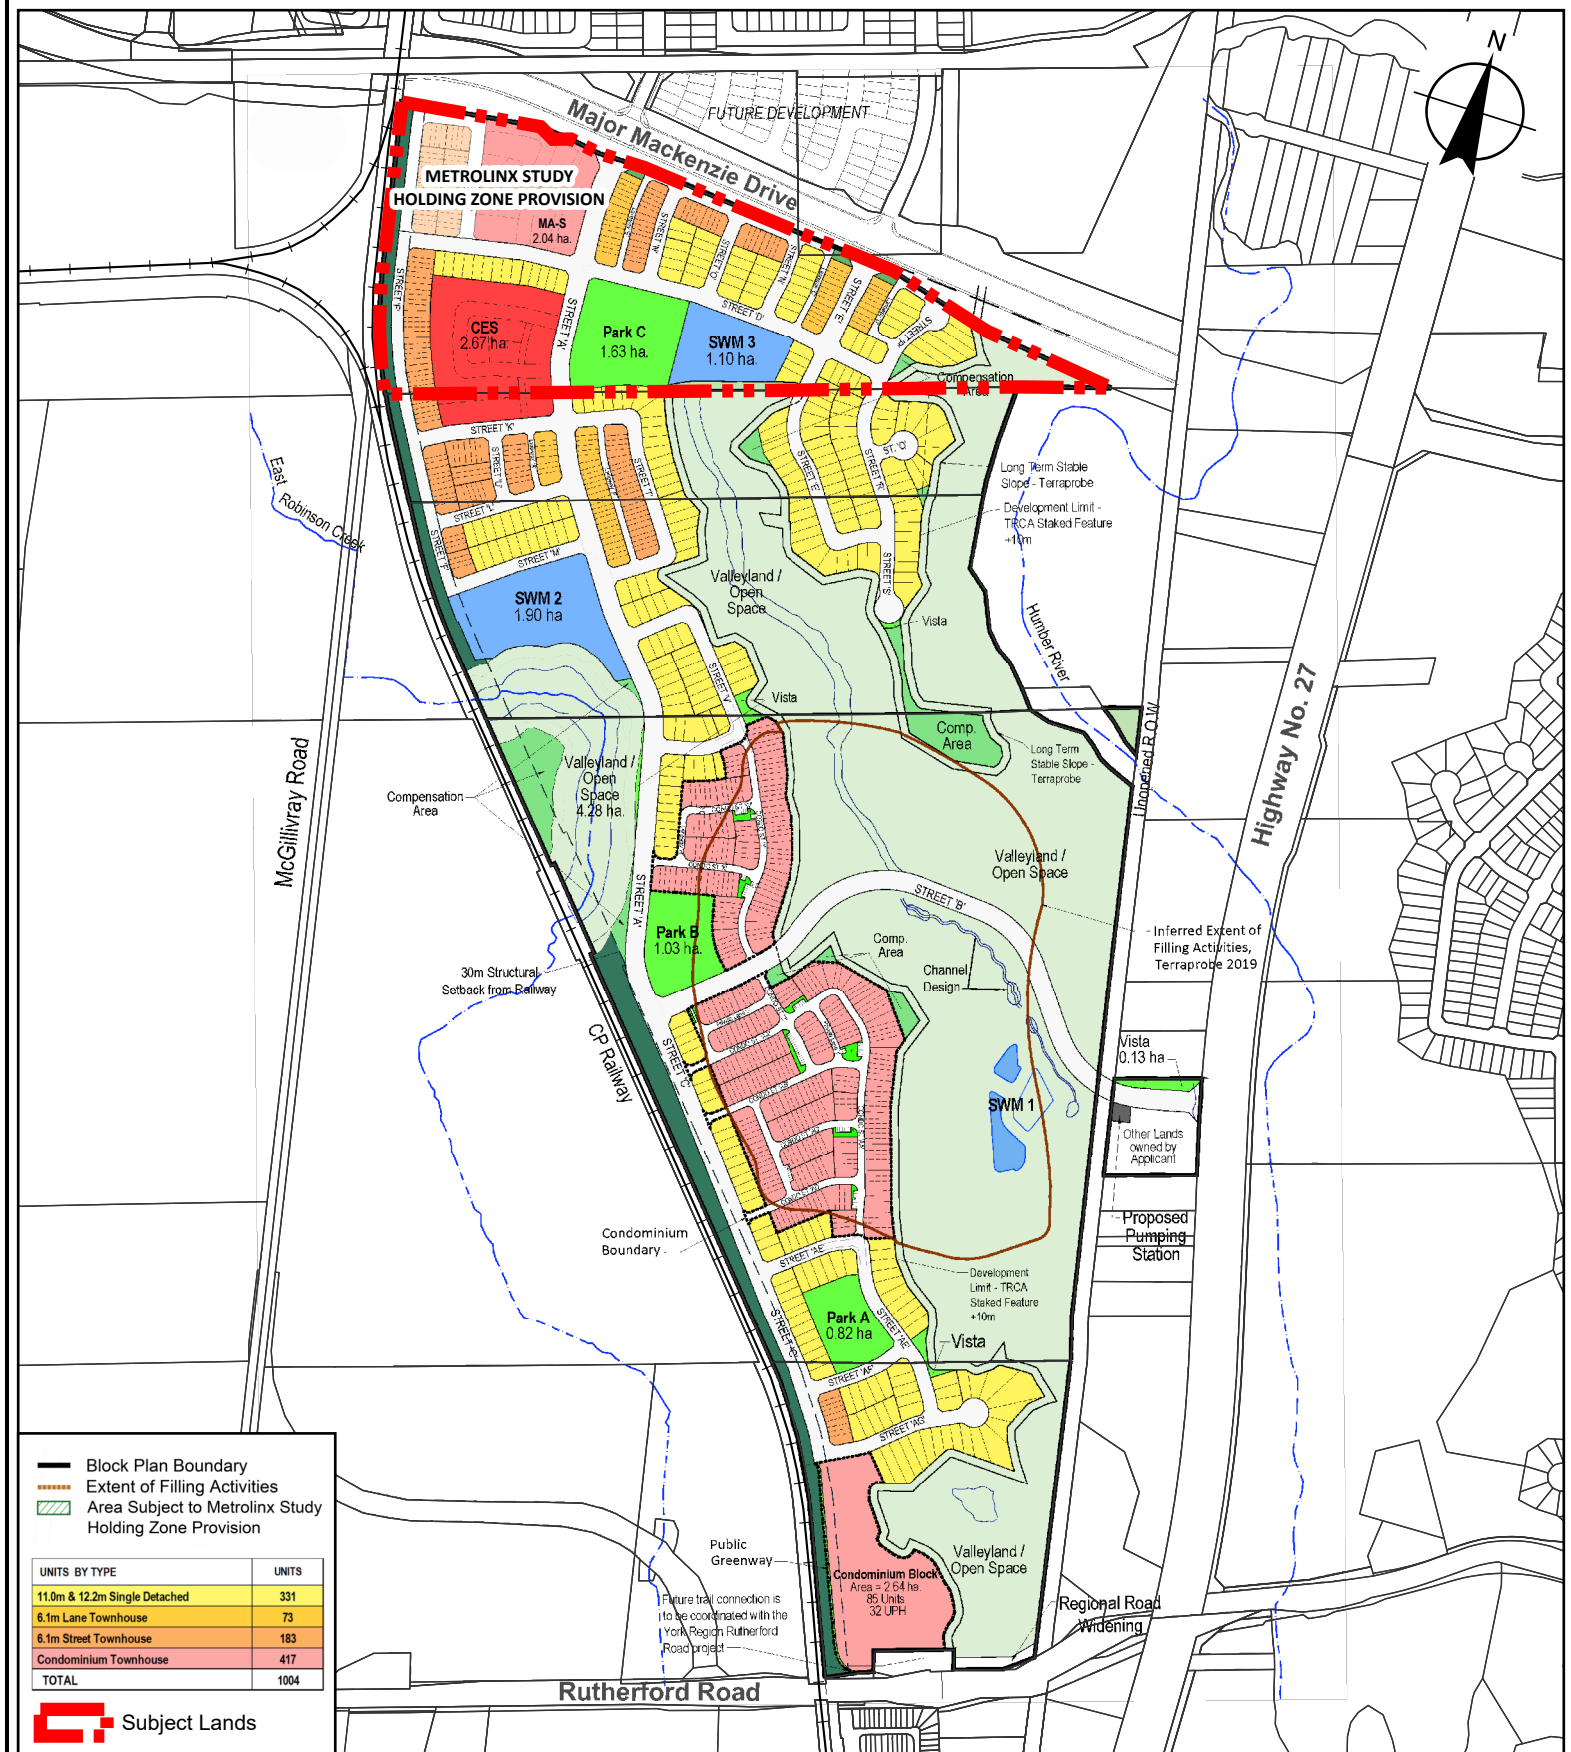 N
Major Mackenzie Drive
FUTURE DEVELOPMENT
METROLINX STUDY
HOLDING ZONE PROVISION
MA-S
2.04 ha.
STREET 'P'
STREET 'A'
STREET 'D'
STREET 'E'
CES
2.67 ha.
Park C
1.63 ha.
SWM 3
1.10 ha.
Compensation
Area
STREET 'K'
STREET 'L'
STREET 'M'
STREET 'E'
STREET 'R'
STREET 'S'
ST. 'Q'
East
Robinson Creek
Long Term Stable
Slope - Terraprobe
Development Limit -
TRCA Staked Feature
+10m
SWM 2
1.90 ha
Valleyland /
Open
Space
Vista
Humber River
STREET 'V'
Vista
Comp.
Area
Long Term
Stable Slope -
Terraprobe
Unopened R.O.W
Highway No. 27
McGillivray Road
Compensation
Area
Valleyland /
Open
Space
4.28 ha.
STREET 'A'
Valleyland /
Open Space
STREET 'B'
Park B
1.03 ha.
Comp.
Area
Channel
Design
Inferred Extent of
Filling Activities,
Terraprobe 2019
30m Structural
Setback from Railway
CP Railway
STREET 'C'
SWM 1
Vista
0.13 ha
Other Lands
owned by
Applicant
Proposed
Pumping
Station
Condominium
Boundary
STREET 'AE'
Development
Limit - TRCA
Staked Feature
+10m
Park A
0.82 ha
STREET 'AE'
STREET 'C'
Vista
STREET 'AF'
STREET 'AG'
Public
Greenway
Condominium Block
Area = 2.64 ha.
85 Units
32 UPH
Valleyland /
Open Space
Future trail connection is
to be coordinated with the
York Region Rutherford
Road project
Regional Road
Widening
Rutherford Road
Block Plan Boundary
Extent of Filling Activities
Area Subject to Metrolinx Study
Holding Zone Provision
UNITS BY TYPE UNITS
11.0m & 12.2m Single Detached 331
6.1m Lane Townhouse 73
6.1m Street Townhouse 183
Condominium Townhouse 417
TOTAL 1004
Subject Lands